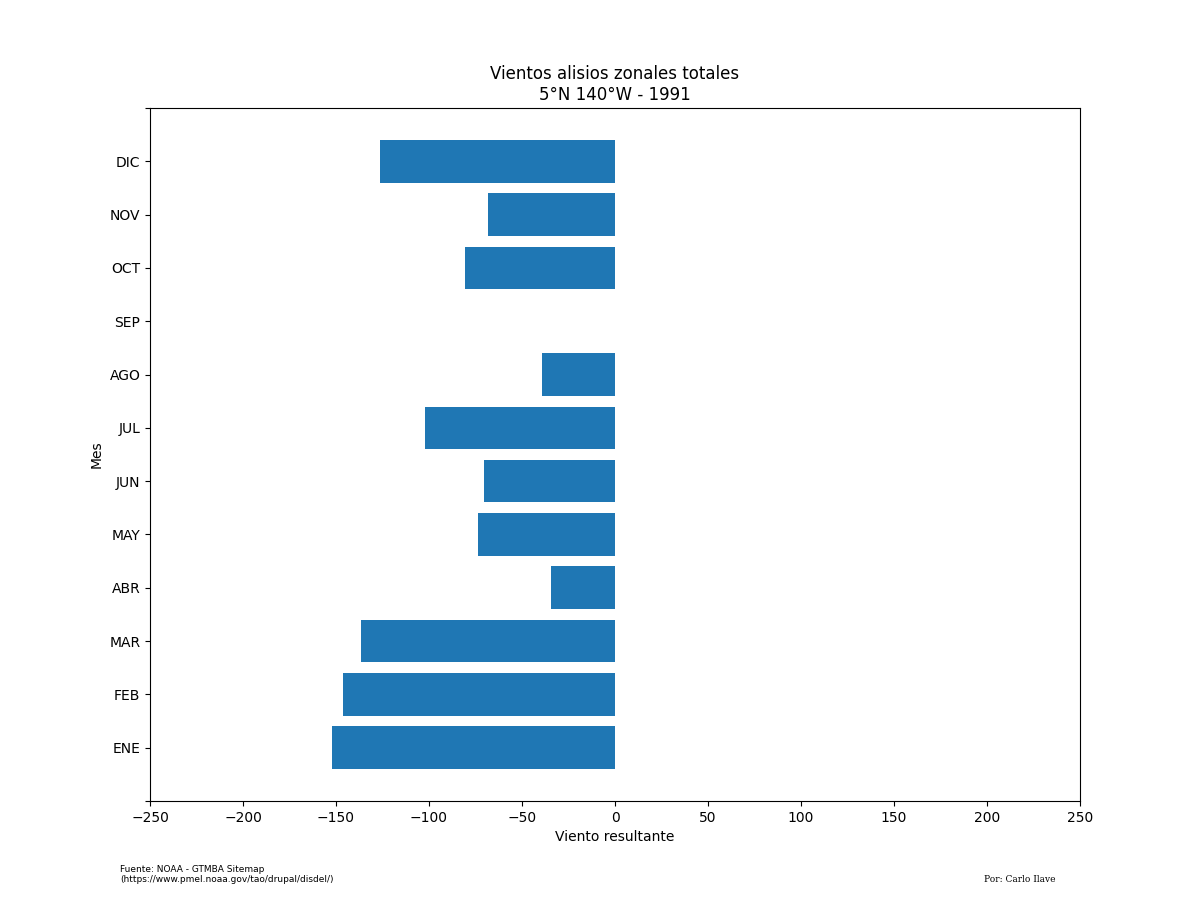 Vientos alisios zonales totales
5°N 140°W - 1991
DIC
NOV
OCT
SEP
AGO
JUL
JUN
MAY
ABR
MAR
FEB
ENE
Mes
−250 −200 −150 −100 −50 0 50 100 150 200 250
Viento resultante
Fuente: NOAA - GTMBA Sitemap
(https://www.pmel.noaa.gov/tao/drupal/disdel/)
Por: Carlo Ilave